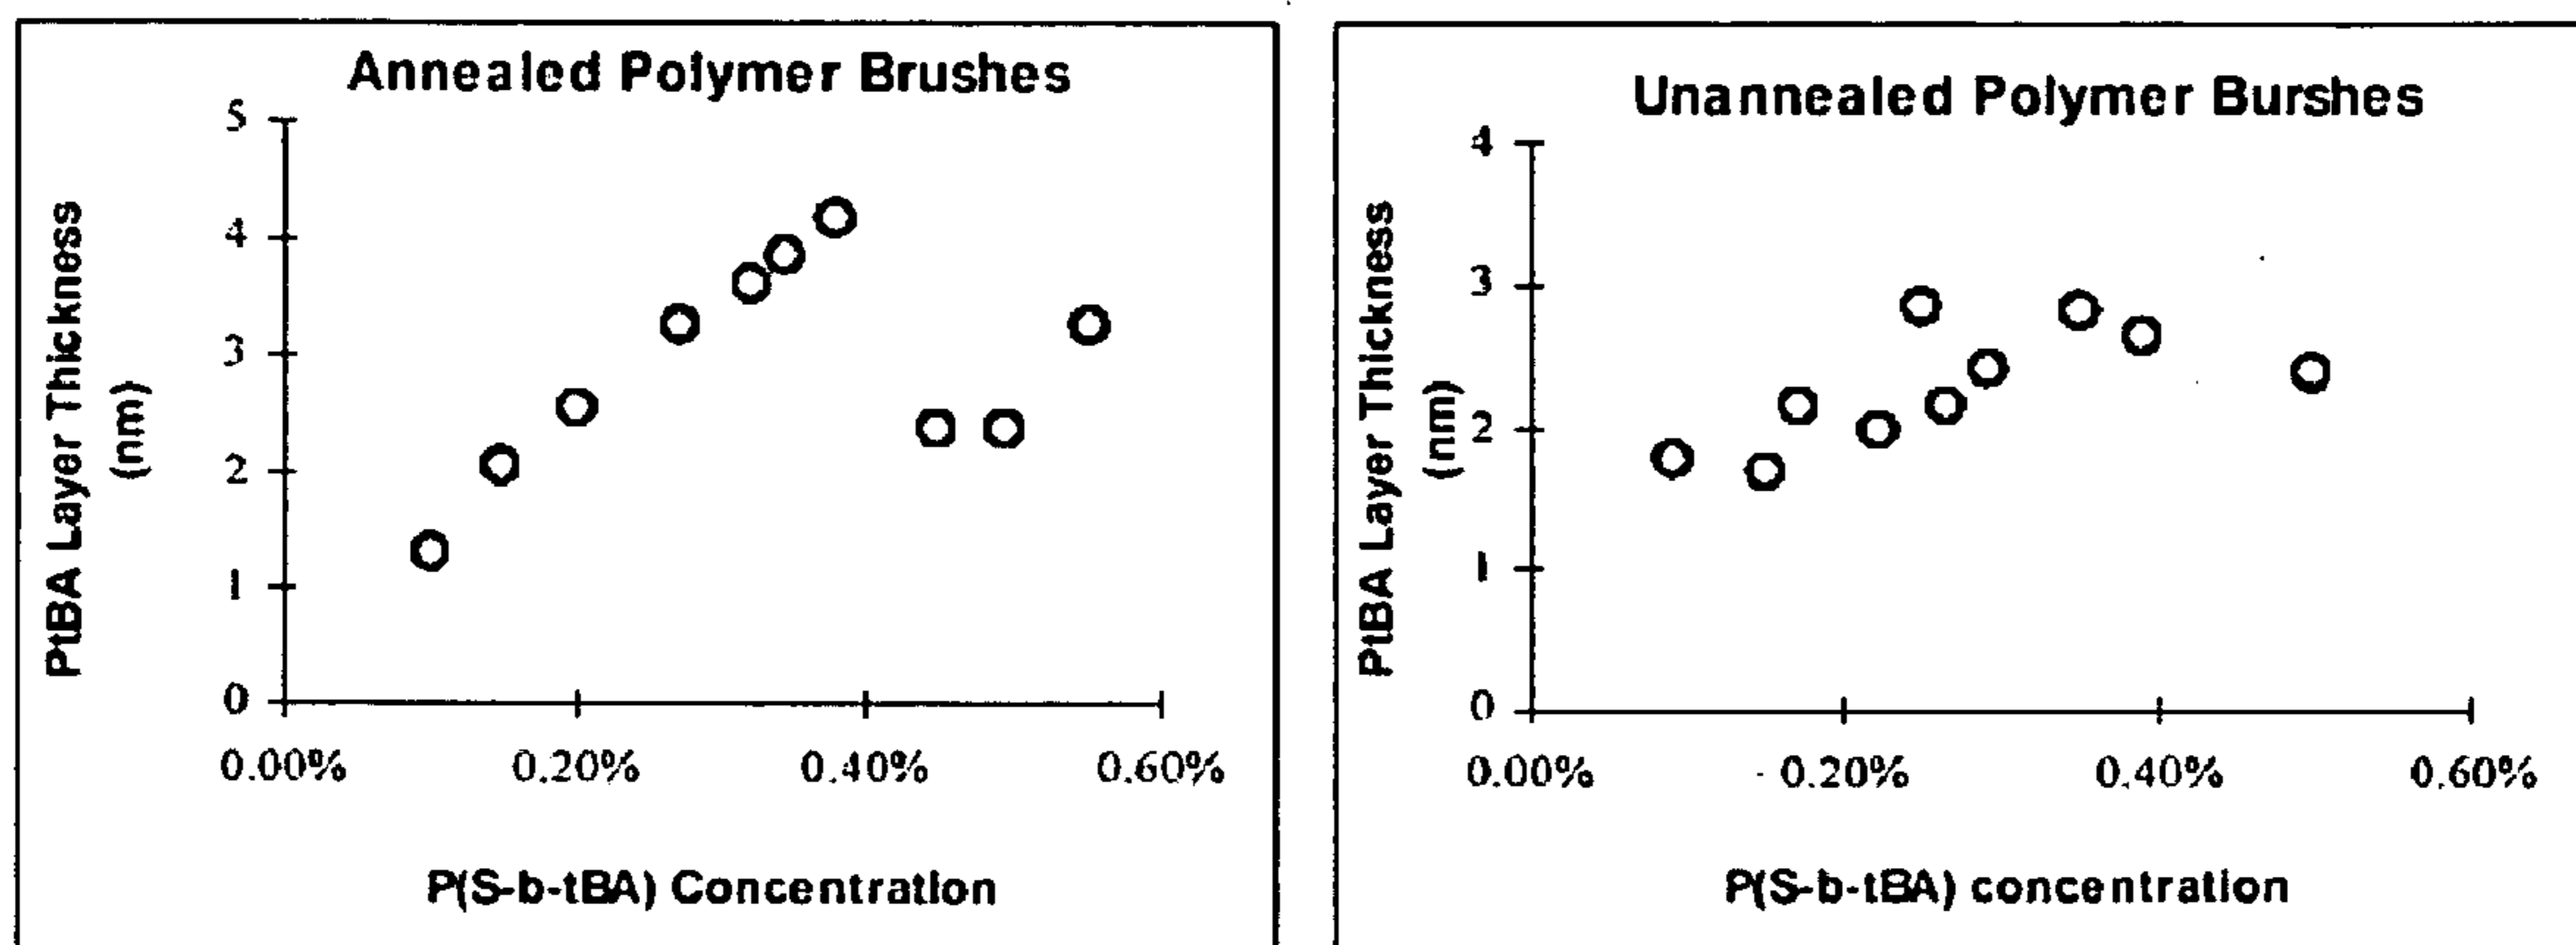 Annealed Polymer Brushes
5
4
3
2
1
0
PtBA Layer Thickness
(nm)
0.00%
0.20%
0.40%
0.60%
P(S-b-tBA) Concentration
Unannealed Polymer Burshes
4
3
2
1
0
PtBA Layer Thickness
(nm)
0.00%
0.20%
0.40%
0.60%
P(S-b-tBA) concentration